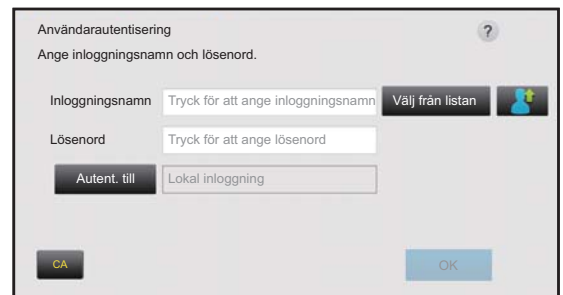 Användarautentisering
?
Ange inloggningsnamn och lösenord.
Inloggningsnamn Tryck för att ange inloggningsnamn Välj från listan
Lösenord Tryck för att ange lösenord
Autent. till Lokal inloggning
CA OK